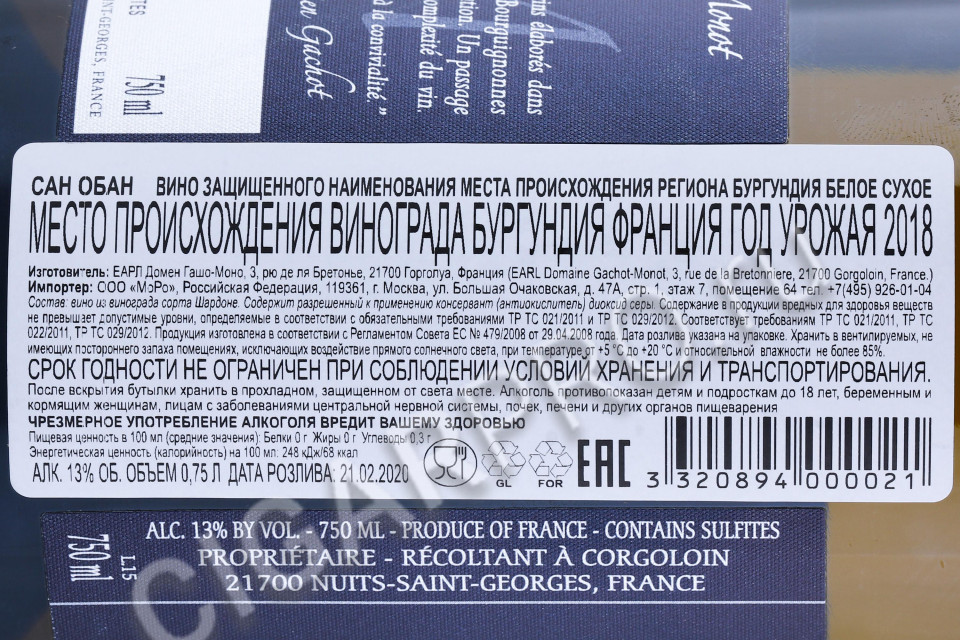 Monot
rin élaborés dans
Bourguignonnes
tion. Un passage
omplexité du vin.
à la convivialité."
en Gachot
TES
NT-GEORGES, FRANCE
750 ml
САН ОБАН ВИНО ЗАЩИЩЕННОГО НАИМЕНОВАНИЯ МЕСТА ПРОИСХОЖДЕНИЯ РЕГИОНА БУРГУНДИЯ БЕЛОЕ СУХОЕ
МЕСТО ПРОИСХОЖДЕНИЯ ВИНОГРАДА БУРГУНДИЯ ФРАНЦИЯ ГОД УРОЖАЯ 2018
Изготовитель: ЕАРЛ Домен Гашо-Моно, 3, рю де ля Бретонье, 21700 Горголуа, Франция (EARL Domaine Gachot-Monot, 3, rue de la Bretonniere, 21700 Gorgoloin, France.)
Импортер: ООО «МэРо», Российская Федерация, 119361, г. Москва, ул. Большая Очаковская, д. 47А, стр. 1, этаж 7, помещение 64 тел. +7(495) 926-01-04
Состав: вино из винограда сорта Шардоне. Содержит разрешенный к применению консервант (антиокислитель) диоксид серы. Содержание в продукции вредных для здоровья веществ
не превышает допустимые уровни, определяемые в соответствии с обязательными требованиями ТР ТС 021/2011 и ТР ТС 029/2012. Соответствует требованиям ТР ТС 021/2011, ТР ТС
022/2011, ТР ТС 029/2012. Продукция изготовлена в соответствии с Регламентом Совета ЕС № 479/2008 от 29.04.2008 г. Дата розлива указана на упаковке. Хранить в вентилируемых, не
имеющих постороннего запаха помещениях, исключающих воздействие прямого солнечного света, при температуре от +5 °С до +20 °С и относительной влажности не более 85%.
СРОК ГОДНОСТИ НЕ ОГРАНИЧЕН ПРИ СОБЛЮДЕНИИ УСЛОВИЙ ХРАНЕНИЯ И ТРАНСПОРТИРОВАНИЯ.
После вскрытия бутылки хранить в прохладном, защищенном от света месте. Алкоголь противопоказан детям и подросткам до 18 лет, беременным и
кормящим женщинам, лицам с заболеваниями центральной нервной системы, почек, печени и других органов пищеварения
ЧРЕЗМЕРНОЕ УПОТРЕБЛЕНИЕ АЛКОГОЛЯ ВРЕДИТ ВАШЕМУ ЗДОРОВЬЮ
Пищевая ценность в 100 мл (средние значения): Белки 0 г Жиры 0 г Углеводы 0,3 г
Энергетическая ценность (калорийность) на 100 мл: 248 кДж/68 ккал
АЛК. 13% ОБ. ОБЪЕМ 0,75 Л ДАТА РОЗЛИВА: 21.02.2020
GL
FOR
EAC
3 320894 000021
ALC. 13% BY VOL. - 750 ML - PRODUCE OF FRANCE - CONTAINS SULFITES
PROPRIÉTAIRE - RÉCOLTANT À CORGOLOIN
21700 NUITS-SAINT-GEORGES, FRANCE
L.15
750 ml
CIGARPRO.ru